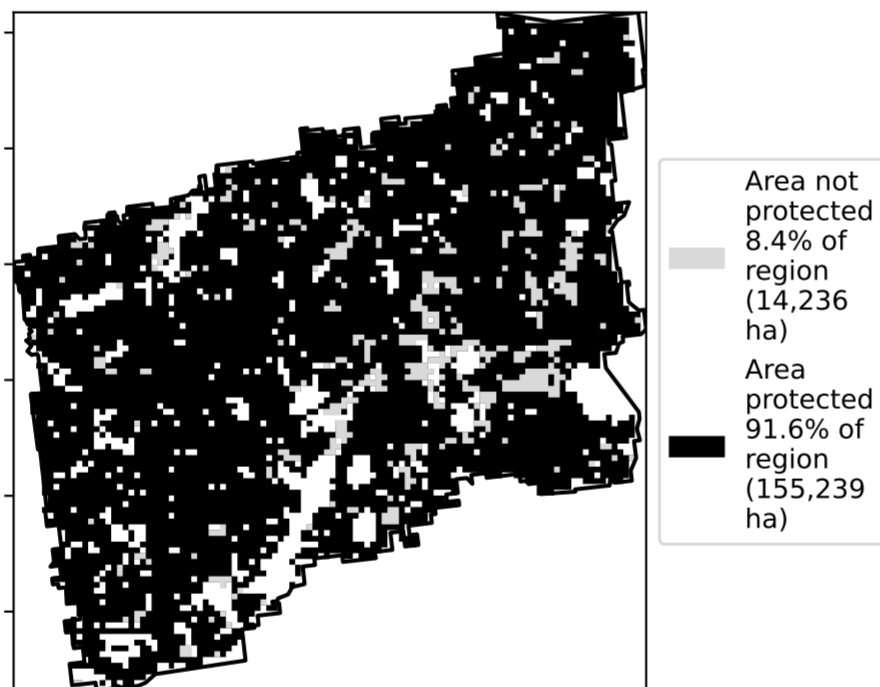 Area not
protected
8.4% of
region
(14,236
ha)
Area
protected
91.6% of
region
(155,239
ha)